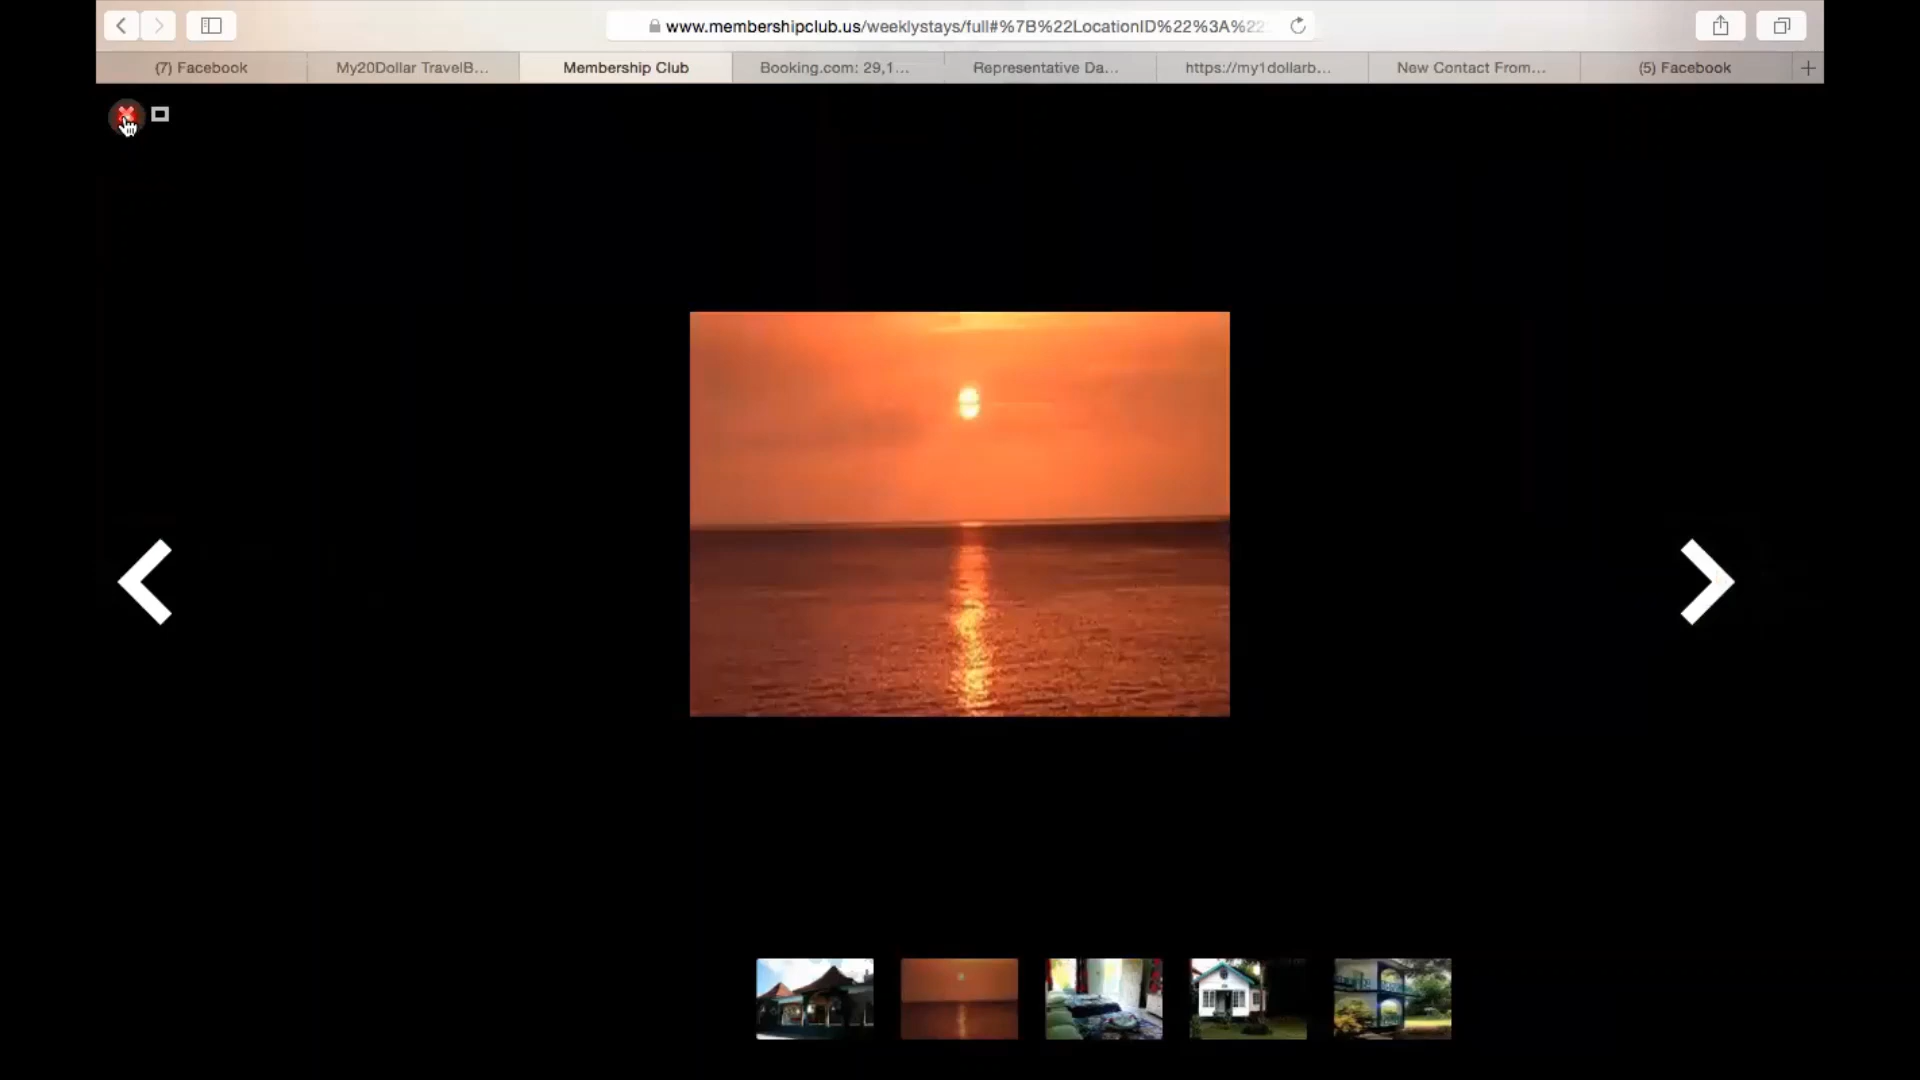 www.membershipclub.us/weeklystays/full#%7B%22LocationID%22%3A%22
(7) Facebook
My20Dollar TravelB...
Membership Club
Booking.com: 29,1...
Representative Da...
https://my1dollarb...
New Contact From...
(5) Facebook